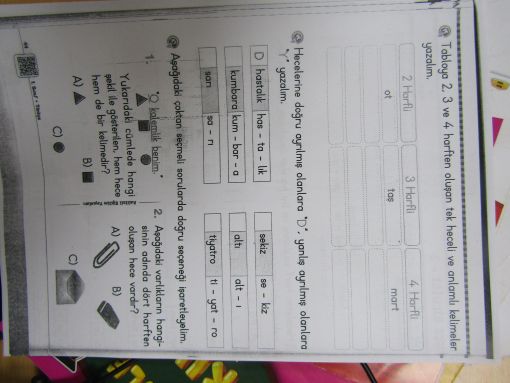 Tabloya 2, 3 ve 4 harften oluşan tek heceli ve anlamlı kelimeler
yazalım.
2 Harfli 3 Harfli 4 Harfli
at taş mart
Hecelerine doğru ayrılmış olanlara "D", yanlış ayrılmış olanlara
"Y" yazalım.
D hastalık has - ta - lık
sekiz se - kiz
kumbara kum - bar - a
altı alt - ı
sarı sa - rı
tiyatro ti - yat - ro
Aşağıdaki çoktan seçmeli sorularda doğru seçeneği işaretleyelim.
1. "O kalemlik benim."
Yukarıdaki cümlede hangi
şekil ile gösterilen, hem hece
hem de bir kelimedir?
A)
B)
C)
2. Aşağıdaki varlıkların hangi-
sinin adında dört harften
oluşan hece vardır?
A)
B)
C)